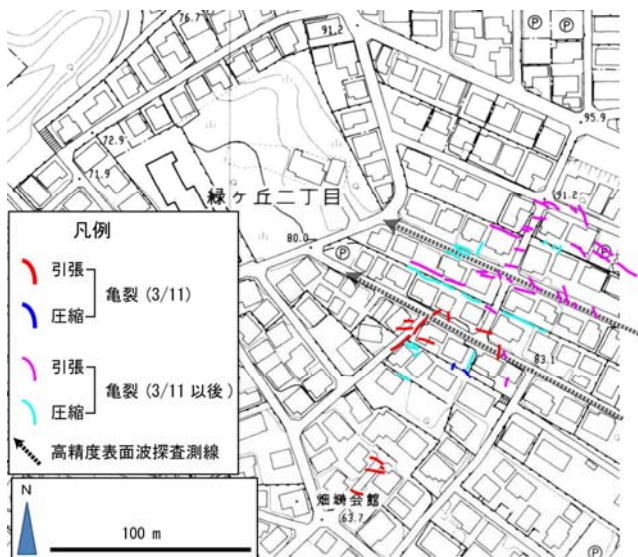 76.7
91.2
Ⓟ Ⓟ
95.9
72.9
71.9
緑ヶ丘二丁目
91.2
80.0
Ⓟ
Ⓟ
凡例
引張
亀裂 (3/11)
圧縮
引張
亀裂 (3/11 以後)
圧縮
高精度表面波探査測線
83.1
N
100 m
会館
63.7
Ⓟ